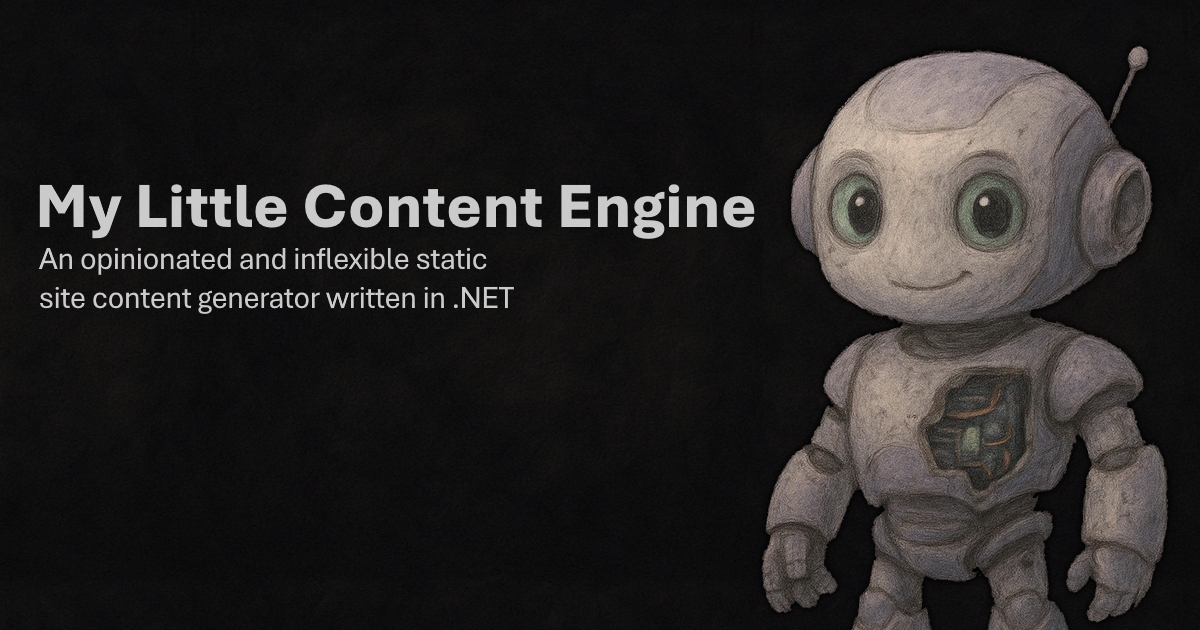 My Little Content Engine
An opinionated and inflexible static
site content generator written in .NET